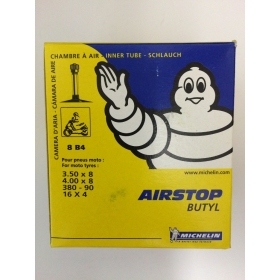 CHAMBRE À AIR - INNER TUBE - SCHLAUCH
CAMERA D'ARIA - CÁMARA DE AIRE
8 B4
Pour pneus moto :
For moto tyres :
3.50 x 8
4.00 x 8
380 - 90
16 X 4
www.michelin.com
AIRSTOP
BUTYL
MICHELIN